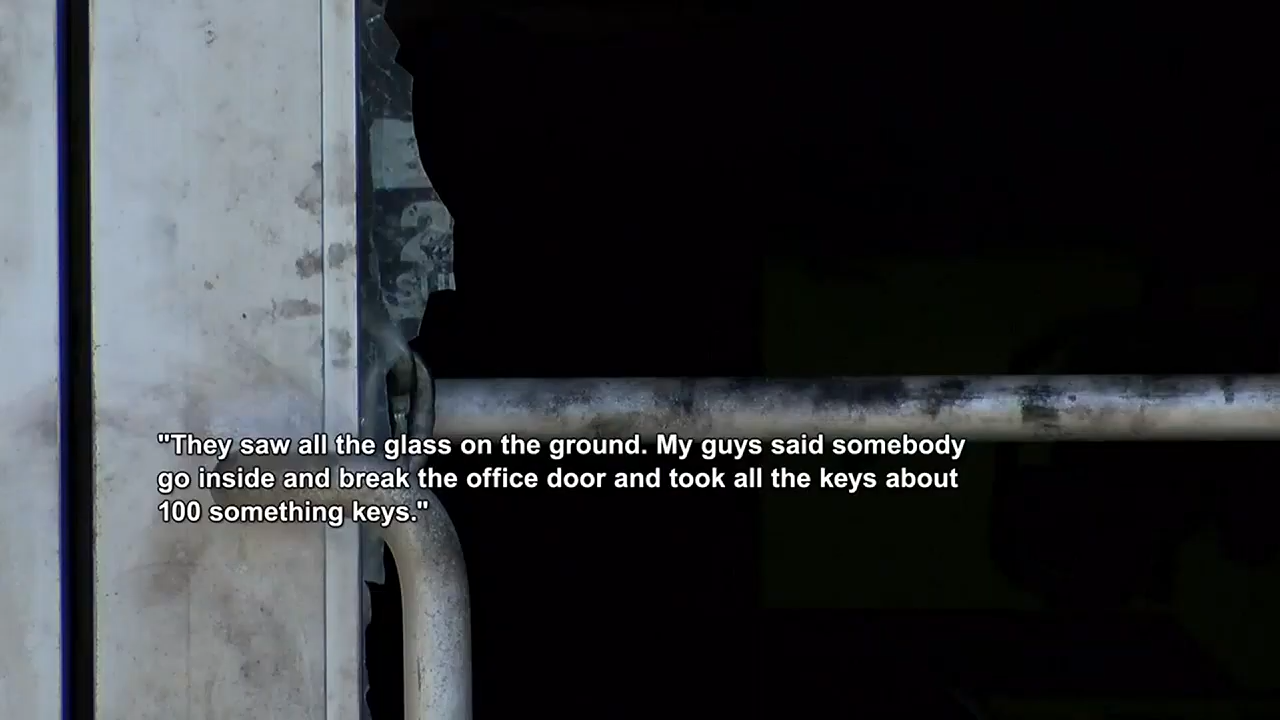 2
S
"They saw all the glass on the ground. My guys said somebody
go inside and break the office door and took all the keys about
100 something keys."